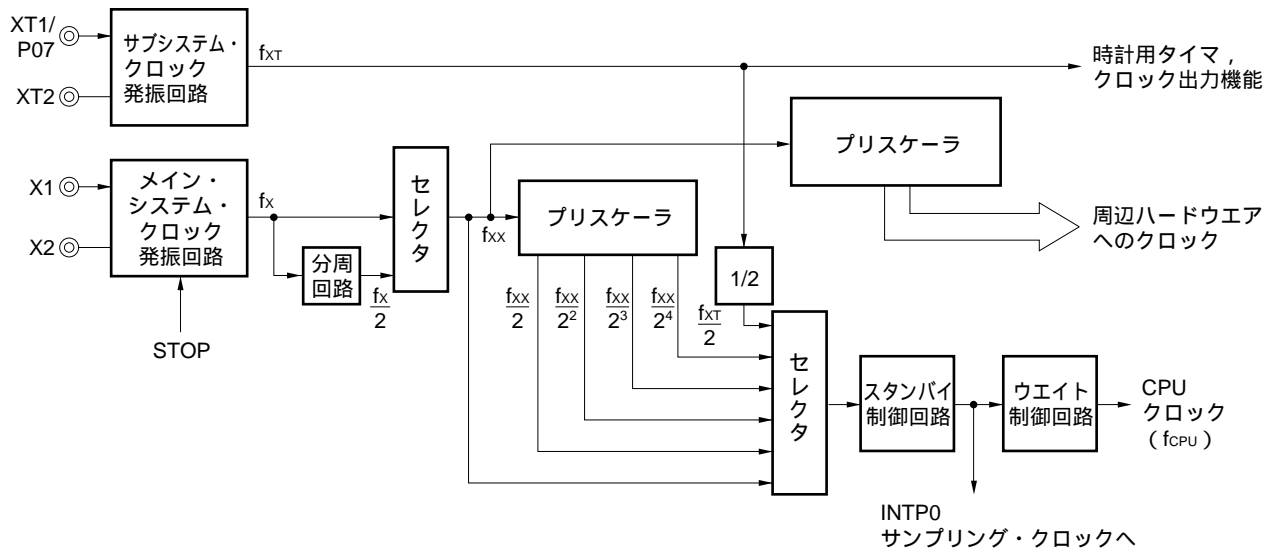 XT1/
P07
XT2
サブシステム・
クロック
発振回路
fXT
時計用タイマ,
クロック出力機能
プリスケーラ
X1
X2
メイン・
システム・
クロック
発振回路
fX
セレクタ
fXX
プリスケーラ
周辺ハードウエア
へのクロック
分周
回路
fX
2
fXX
2
fXX
2²
fXX
2³
fXX
2⁴
1/2
fXT
2
STOP
セレクタ
スタンバイ
制御回路
ウエイト
制御回路
CPU
クロック
(fCPU)
INTP0
サンプリング・クロックへ